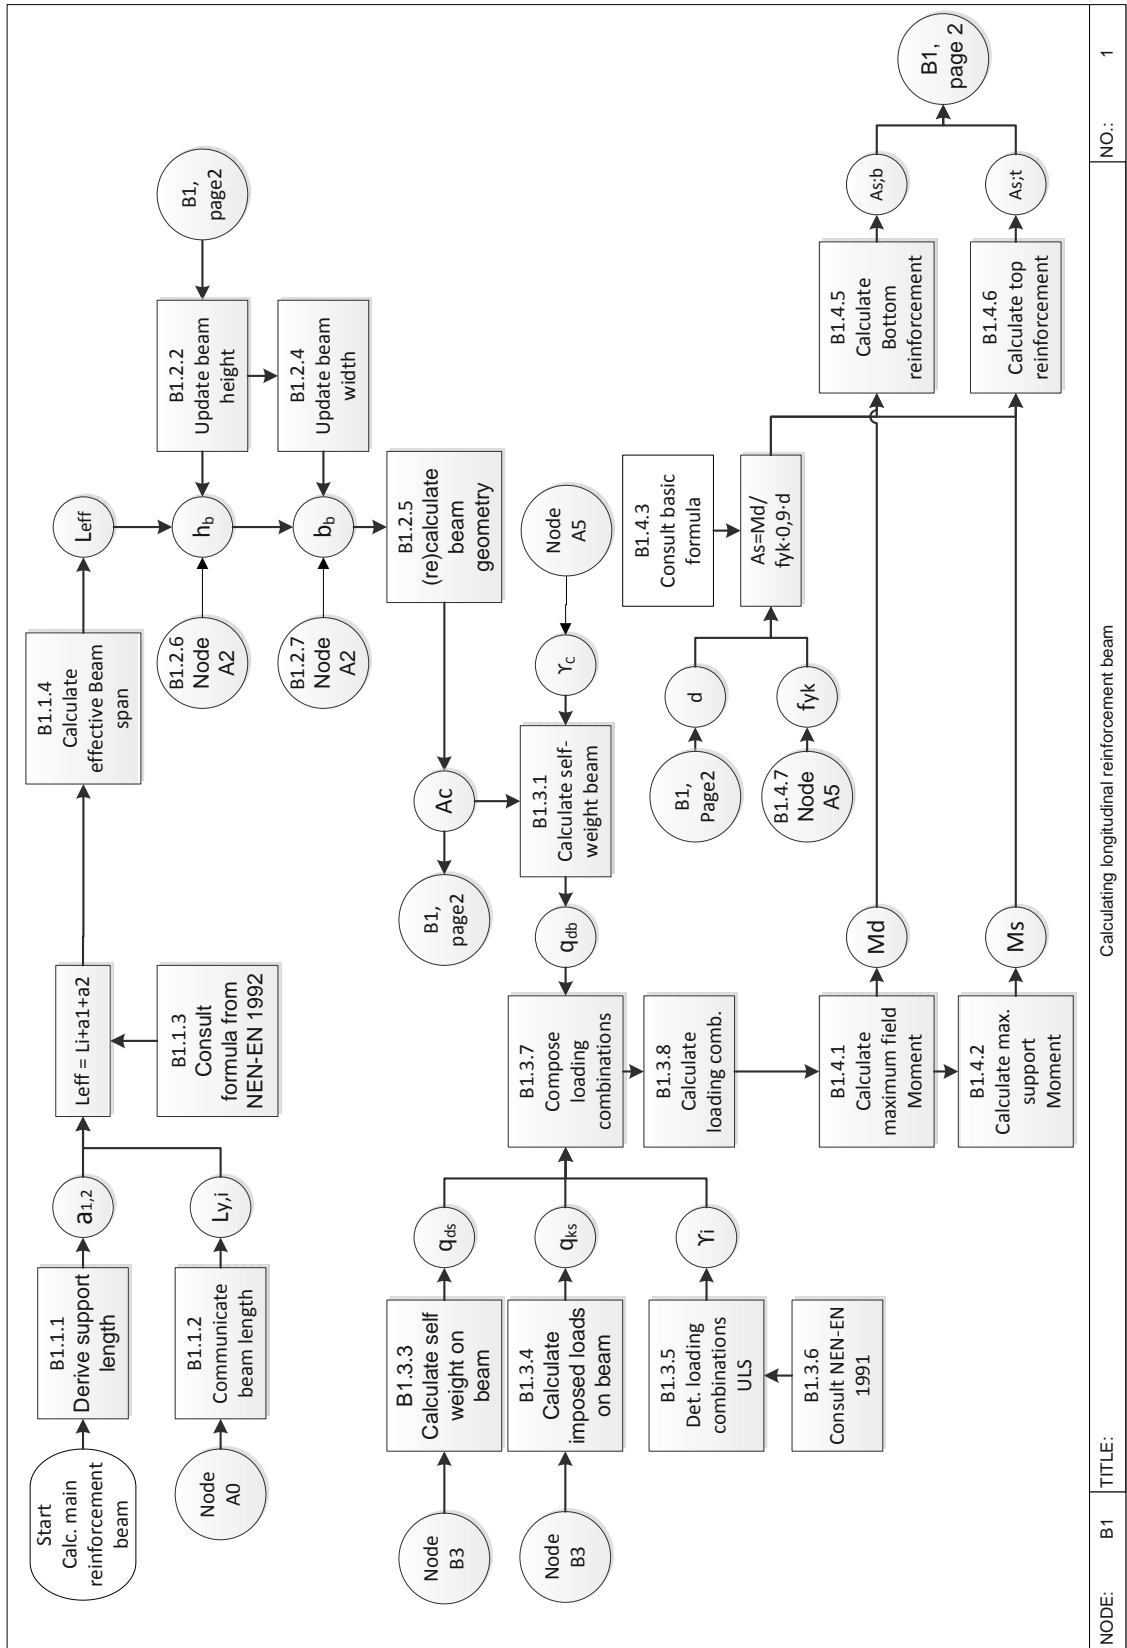 Start
Calc. main
reinforcement
beam
B1.1.1
Derive support
length
a1,2
Node
A0
B1.1.2
Communicate
beam length
Ly,i
Leff = Li+a1+a2
B1.1.3
Consult
formula from
NEN-EN 1992
B1.1.4
Calculate
effective Beam
span
Leff
B1.2.6
Node
A2
hb
B1.2.2
Update beam
height
B1,
page2
B1.2.7
Node
A2
bb
B1.2.4
Update beam
width
B1.2.5
(re)calculate
beam
geometry
Ac
B1,
page2
Node
A5
ϒc
B1.3.1
Calculate self-
weight beam
qdb
Node
B3
B1.3.3
Calculate self
weight on
beam
qds
Node
B3
B1.3.4
Calculate
imposed loads
on beam
qks
B1.3.5
Det. loading
combinations
ULS
ϒi
B1.3.6
Consult NEN-EN
1991
B1.3.7
Compose
loading
combinations
B1.3.8
Calculate
loading comb.
B1.4.1
Calculate
maximum field
Moment
Md
B1.4.2
Calculate max.
support
Moment
Ms
B1,
Page2
d
B1.4.7
Node
A5
fyk
B1.4.3
Consult basic
formula
As=Md/
fyk·0,9·d
B1.4.5
Calculate
Bottom
reinforcement
As;b
B1.4.6
Calculate top
reinforcement
As;t
B1,
page 2
NODE: B1 TITLE: Calculating longitudinal reinforcement beam NO.: 1